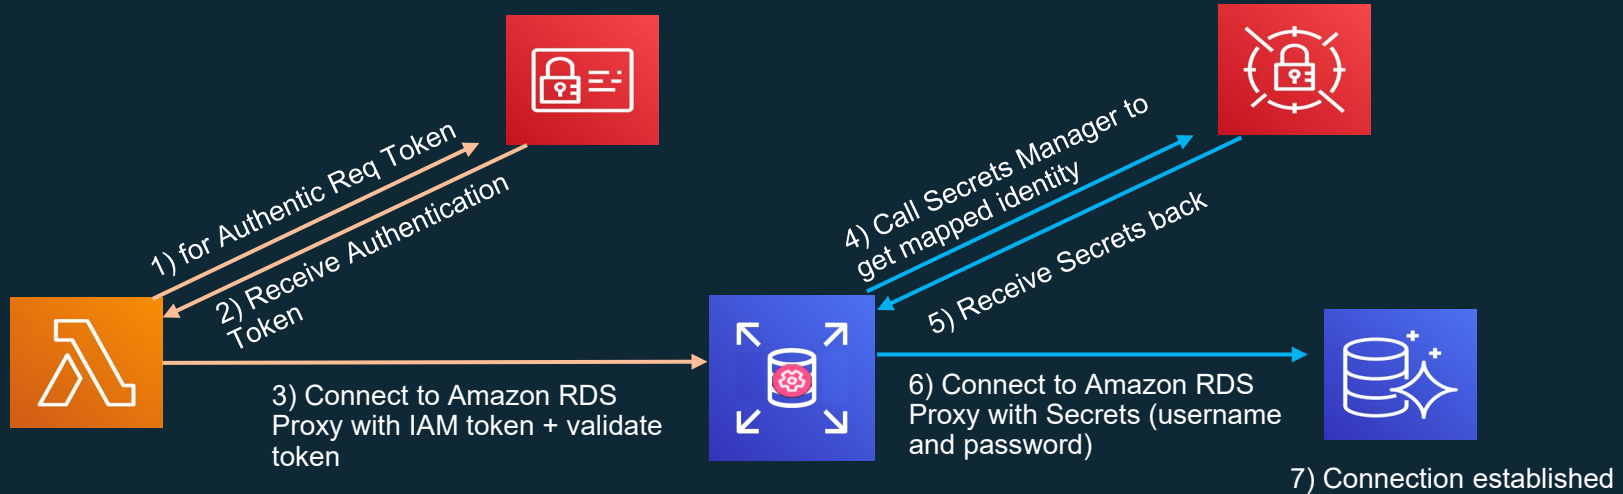 1) for Authentic Req Token
2) Receive Authentication
Token
3) Connect to Amazon RDS
Proxy with IAM token + validate
token
4) Call Secrets Manager to
get mapped identity
5) Receive Secrets back
6) Connect to Amazon RDS
Proxy with Secrets (username
and password)
7) Connection established